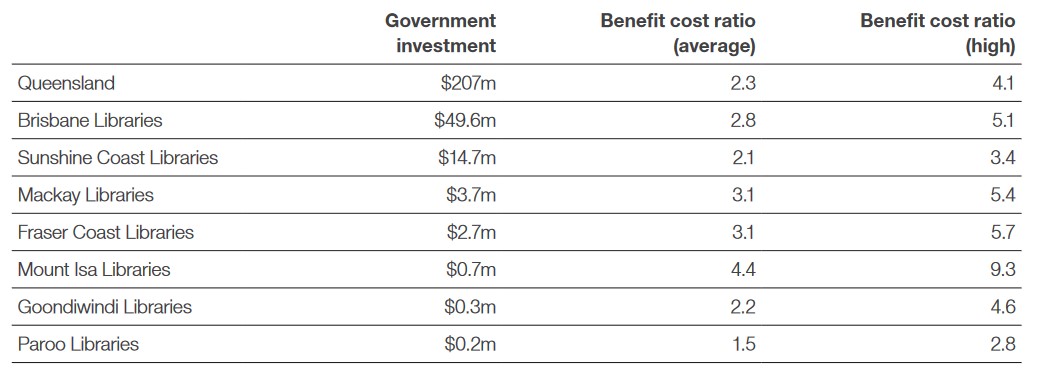 Government investment Benefit cost ratio (average) Benefit cost ratio (high)
Queensland $207m 2.3 4.1
Brisbane Libraries $49.6m 2.8 5.1
Sunshine Coast Libraries $14.7m 2.1 3.4
Mackay Libraries $3.7m 3.1 5.4
Fraser Coast Libraries $2.7m 3.1 5.7
Mount Isa Libraries $0.7m 4.4 9.3
Goondiwindi Libraries $0.3m 2.2 4.6
Paroo Libraries $0.2m 1.5 2.8